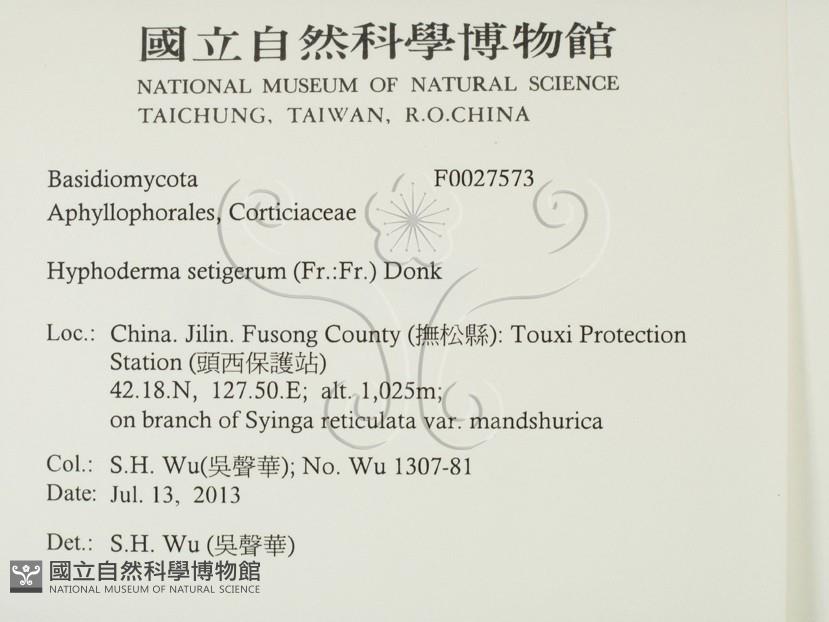 國立自然科學博物館
NATIONAL MUSEUM OF NATURAL SCIENCE
TAICHUNG, TAIWAN, R.O.CHINA
Basidiomycota F0027573
Aphyllophorales, Corticiaceae
Hyphoderma setigerum (Fr.:Fr.) Donk
Loc.: China. Jilin. Fusong County (撫松縣): Touxi Protection
Station (頭西保護站)
42.18.N, 127.50.E; alt. 1,025m;
on branch of Syinga reticulata var. mandshurica
Col.: S.H. Wu(吳聲華); No. Wu 1307-81
Date: Jul. 13, 2013
Det.: S.H. Wu (吳聲華)
國立自然科學博物館
NATIONAL MUSEUM OF NATURAL SCIENCE